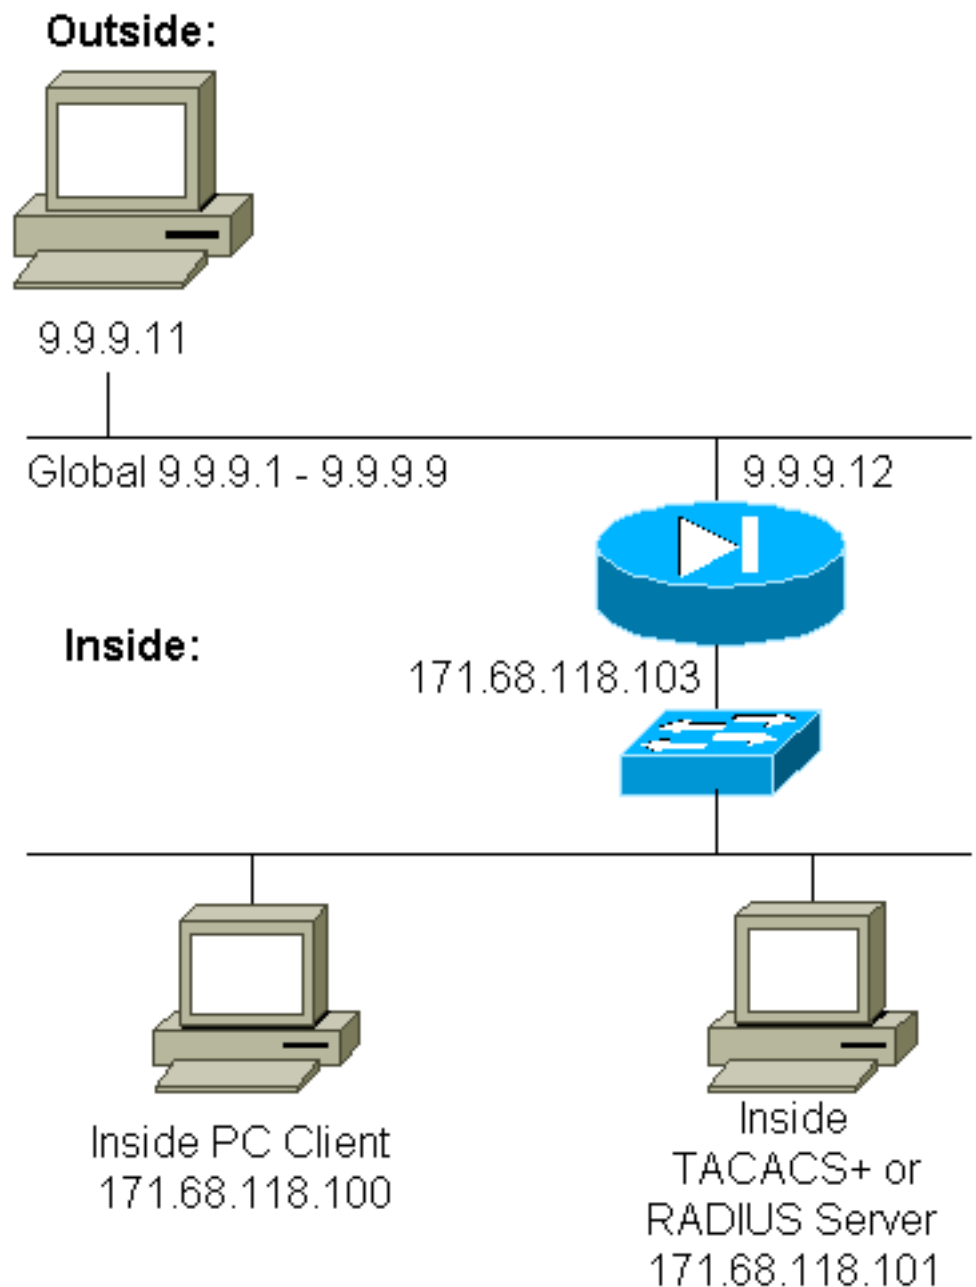 Outside:
9.9.9.11
Global 9.9.9.1 - 9.9.9.9
9.9.9.12
Inside:
171.68.118.103
Inside PC Client
171.68.118.100
Inside
TACACS+ or
RADIUS Server
171.68.118.101